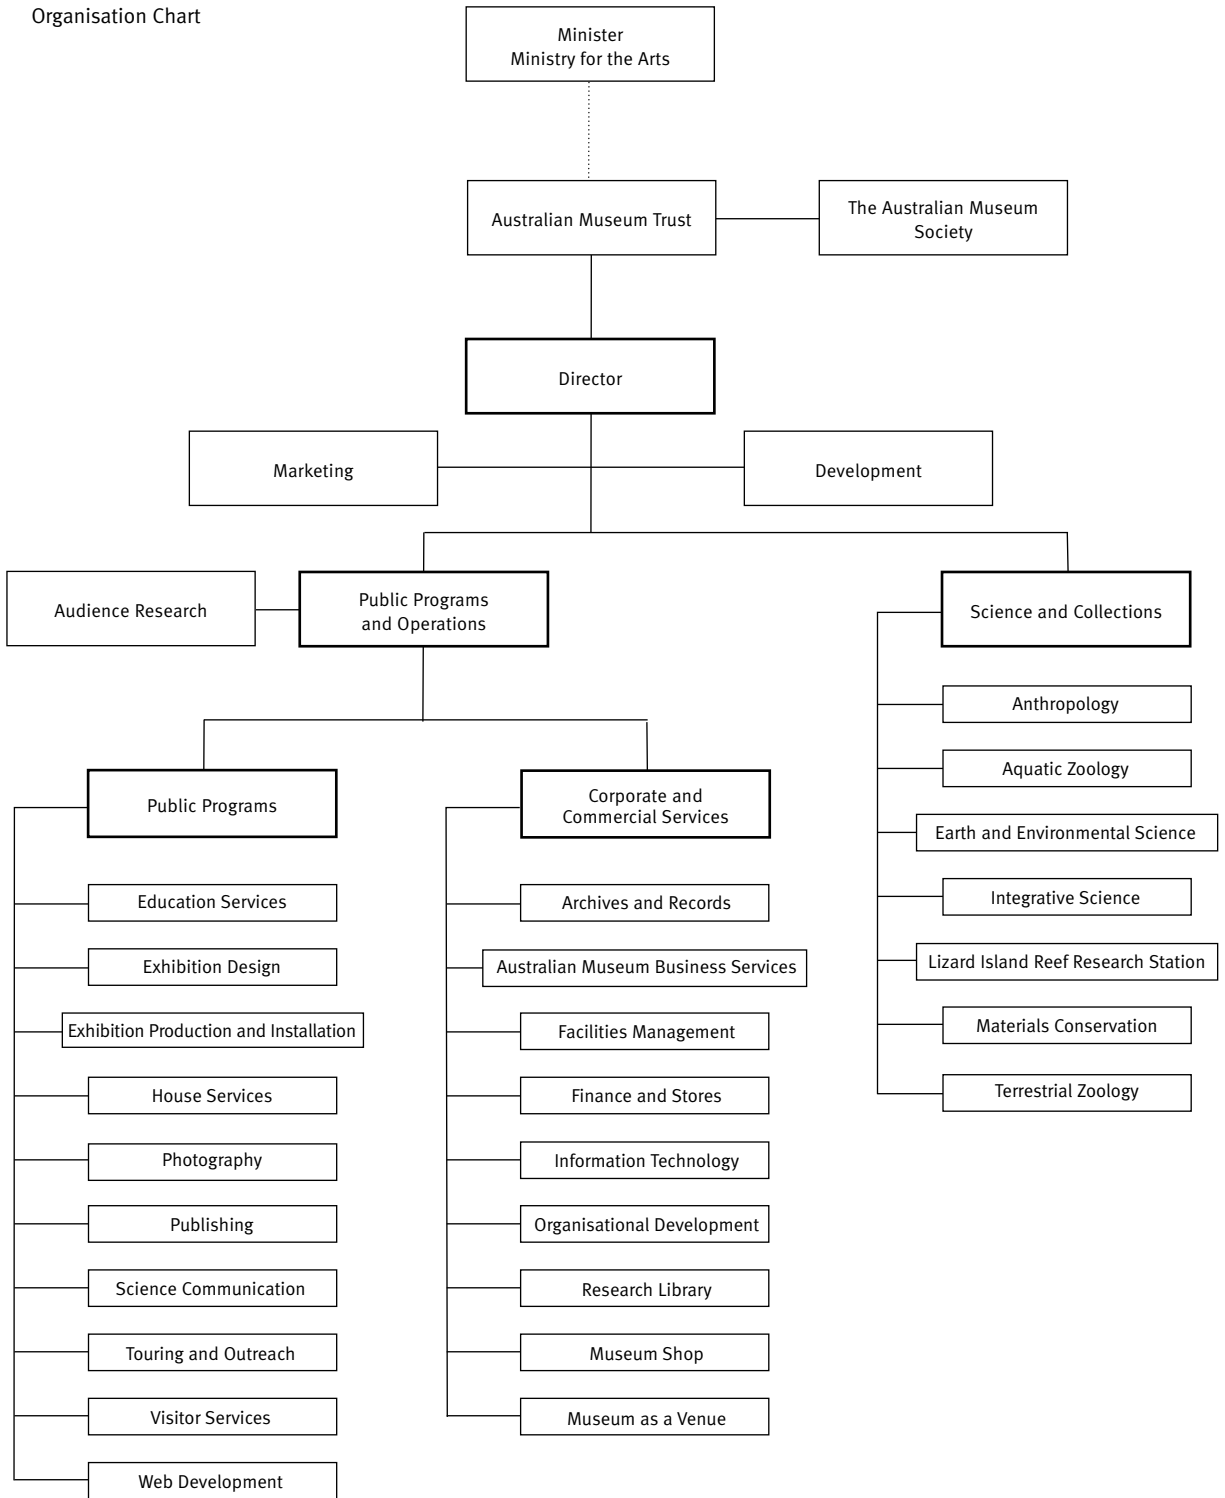 Organisation Chart
Minister
Ministry for the Arts
Australian Museum Trust
The Australian Museum
Society
Director
Marketing
Development
Audience Research
Public Programs
and Operations
Science and Collections
Public Programs
Education Services
Exhibition Design
Exhibition Production and Installation
House Services
Photography
Publishing
Science Communication
Touring and Outreach
Visitor Services
Web Development
Corporate and
Commercial Services
Archives and Records
Australian Museum Business Services
Facilities Management
Finance and Stores
Information Technology
Organisational Development
Research Library
Museum Shop
Museum as a Venue
Anthropology
Aquatic Zoology
Earth and Environmental Science
Integrative Science
Lizard Island Reef Research Station
Materials Conservation
Terrestrial Zoology